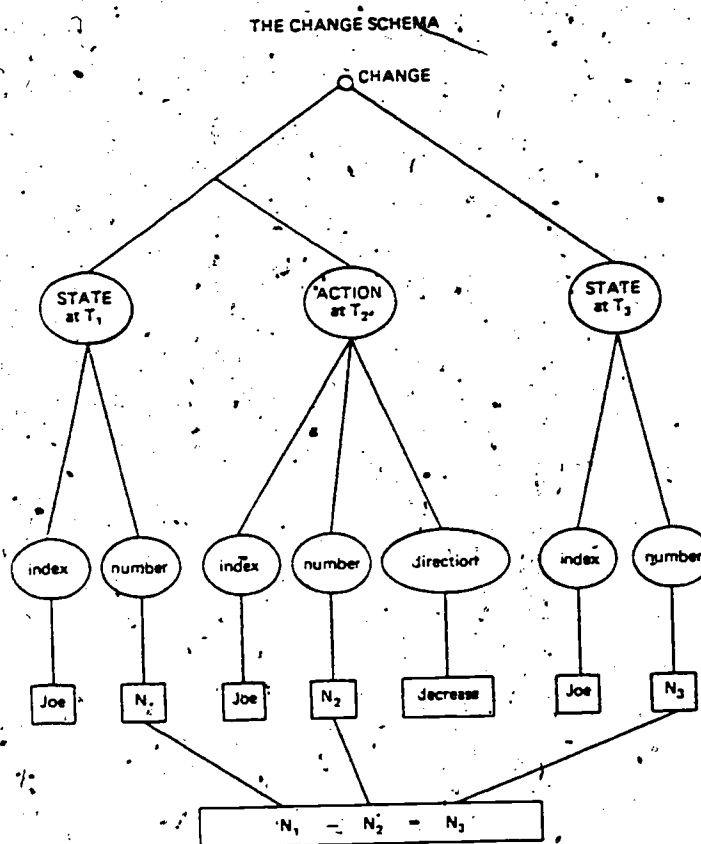 THE CHANGE SCHEMA
CHANGE
STATE at T₁
ACTION at T₂
STATE at T₃
index number index number direction index number
Joe N₁ Joe N₂ decrease Joe N₃
N₁ – N₂ = N₃